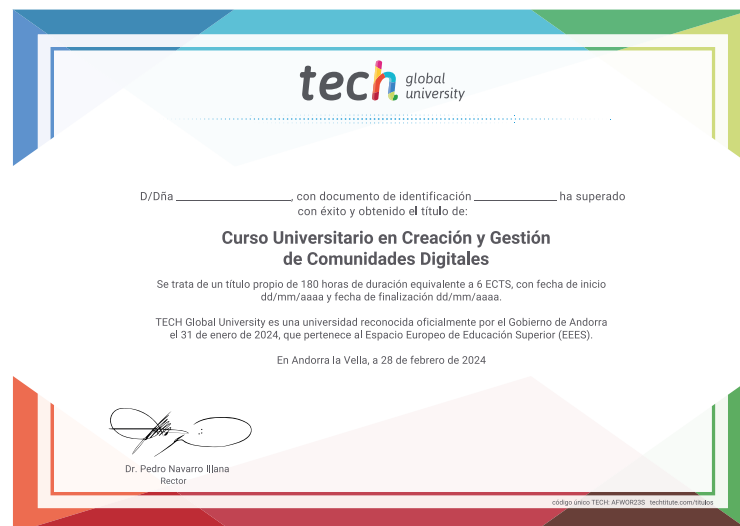 tech global university
D/Dña ______________, con documento de identificación ______________ ha superado
con éxito y obtenido el título de:
Curso Universitario en Creación y Gestión
de Comunidades Digitales
Se trata de un título propio de 180 horas de duración equivalente a 6 ECTS, con fecha de inicio
dd/mm/aaaa y fecha de finalización dd/mm/aaaa.
TECH Global University es una universidad reconocida oficialmente por el Gobierno de Andorra
el 31 de enero de 2024, que pertenece al Espacio Europeo de Educación Superior (EEES).
En Andorra la Vella, a 28 de febrero de 2024
Dr. Pedro Navarro Illana
Rector
código único TECH: AFWOR23S techtitute.com/titulos